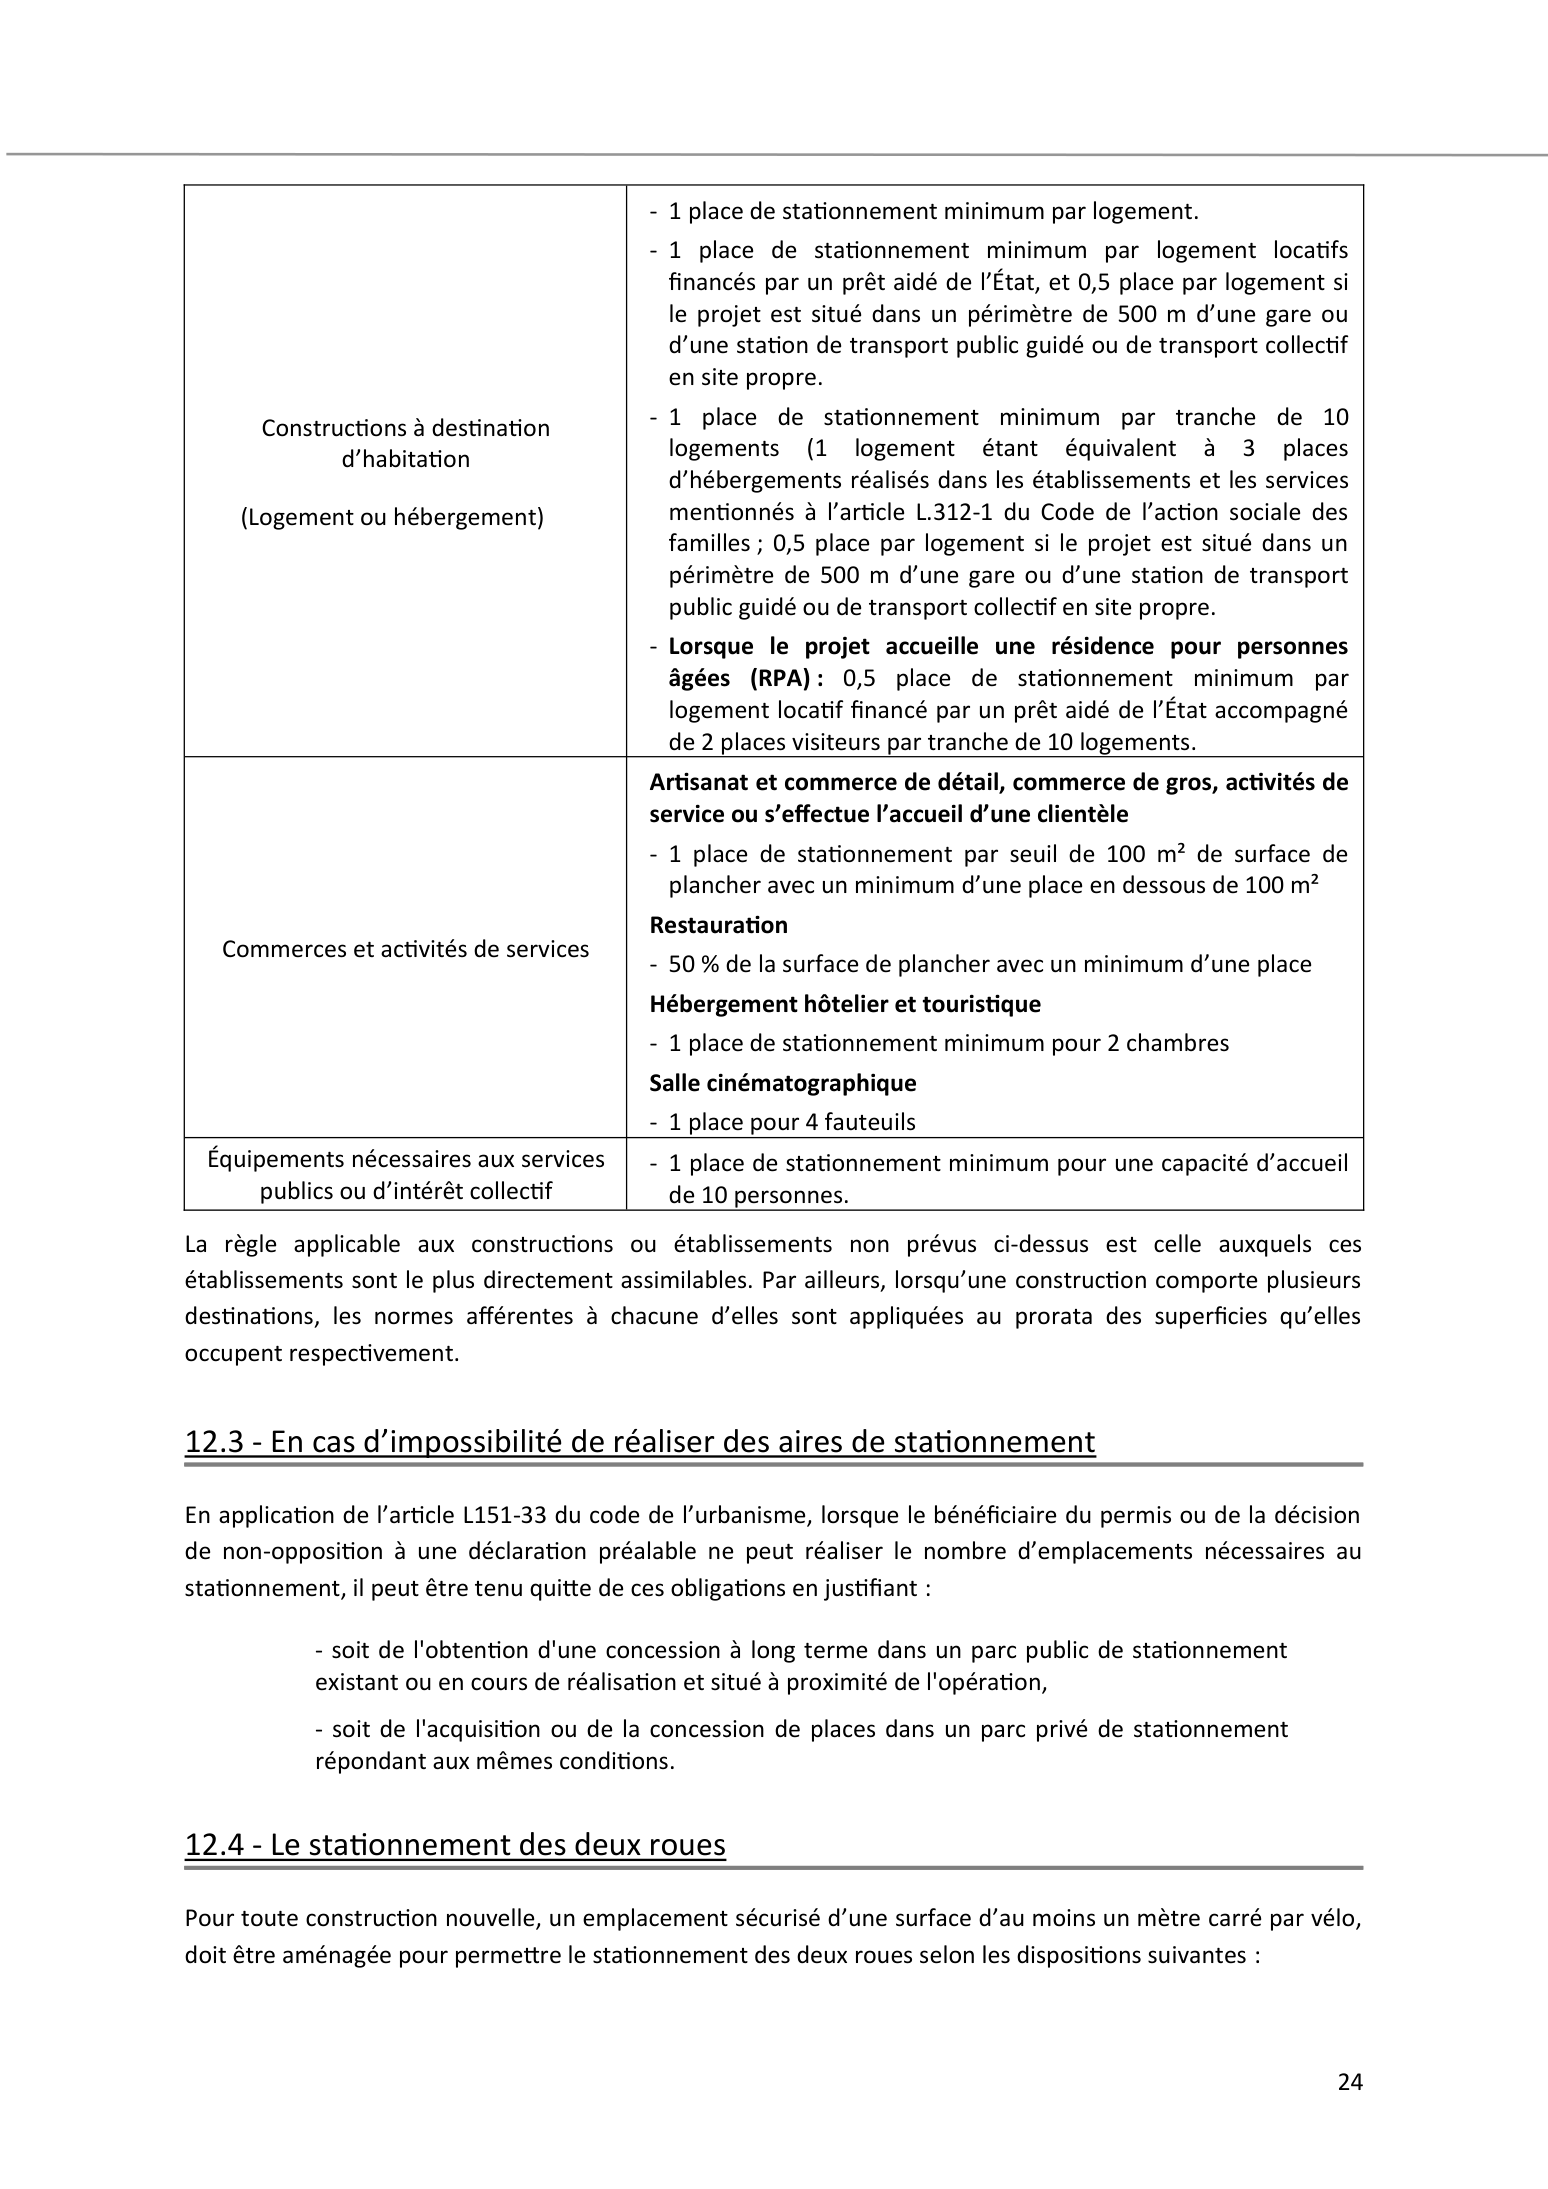 - 1 place de stationnement minimum par logement.
- 1 place de stationnement minimum par logement locatifs
financés par un prêt aidé de l’État, et 0,5 place par logement si
le projet est situé dans un périmètre de 500 m d’une gare ou
d’une station de transport public guidé ou de transport collectif
en site propre.
Constructions à destination
d’habitation
(Logement ou hébergement)
- 1 place de stationnement minimum par tranche de 10
logements (1 logement étant équivalent à 3 places
d’hébergements réalisés dans les établissements et les services
mentionnés à l’article L.312-1 du Code de l’action sociale des
familles ; 0,5 place par logement si le projet est situé dans un
périmètre de 500 m d’une gare ou d’une station de transport
public guidé ou de transport collectif en site propre.
- Lorsque le projet accueille une résidence pour personnes
âgées (RPA) : 0,5 place de stationnement minimum par
logement locatif financé par un prêt aidé de l’État accompagné
de 2 places visiteurs par tranche de 10 logements.
Commerces et activités de services
Artisanat et commerce de détail, commerce de gros, activités de
service ou s’effectue l’accueil d’une clientèle
- 1 place de stationnement par seuil de 100 m² de surface de
plancher avec un minimum d’une place en dessous de 100 m²
Restauration
- 50 % de la surface de plancher avec un minimum d’une place
Hébergement hôtelier et touristique
- 1 place de stationnement minimum pour 2 chambres
Salle cinématographique
- 1 place pour 4 fauteuils
Équipements nécessaires aux services
publics ou d’intérêt collectif
- 1 place de stationnement minimum pour une capacité d’accueil
de 10 personnes.
La règle applicable aux constructions ou établissements non prévus ci-dessus est celle auxquels ces
établissements sont le plus directement assimilables. Par ailleurs, lorsqu’une construction comporte plusieurs
destinations, les normes afférentes à chacune d’elles sont appliquées au prorata des superficies qu’elles
occupent respectivement.
12.3 - En cas d’impossibilité de réaliser des aires de stationnement
En application de l’article L151-33 du code de l’urbanisme, lorsque le bénéficiaire du permis ou de la décision
de non-opposition à une déclaration préalable ne peut réaliser le nombre d’emplacements nécessaires au
stationnement, il peut être tenu quitte de ces obligations en justifiant :
- soit de l'obtention d'une concession à long terme dans un parc public de stationnement
existant ou en cours de réalisation et situé à proximité de l'opération,
- soit de l'acquisition ou de la concession de places dans un parc privé de stationnement
répondant aux mêmes conditions.
12.4 - Le stationnement des deux roues
Pour toute construction nouvelle, un emplacement sécurisé d’une surface d’au moins un mètre carré par vélo,
doit être aménagée pour permettre le stationnement des deux roues selon les dispositions suivantes :
24